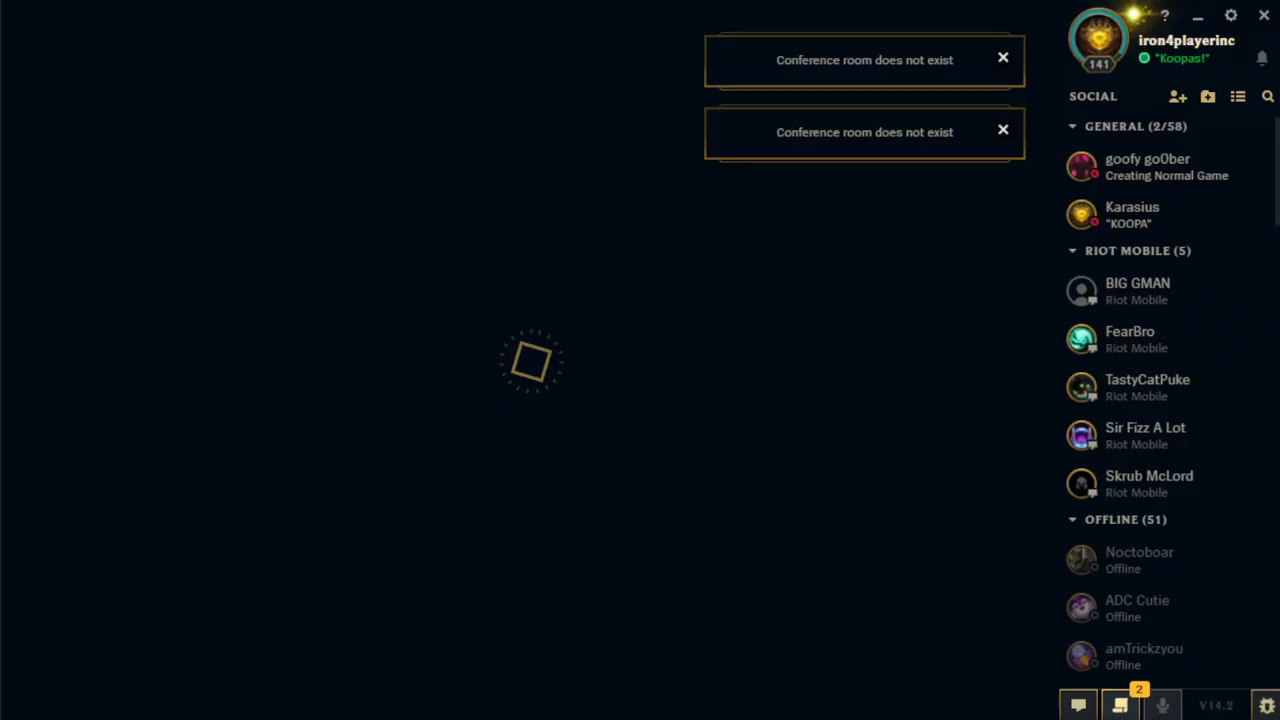 ?
iron4playerinc
141
"Koopas!"
Conference room does not exist
Conference room does not exist
SOCIAL
GENERAL (2/58)
goofy go0ber
Creating Normal Game
Karasius
"KOOPA"
RIOT MOBILE (5)
BIG GMAN
Riot Mobile
FearBro
Riot Mobile
TastyCatPuke
Riot Mobile
Sir Fizz A Lot
Riot Mobile
Skrub McLord
Riot Mobile
OFFLINE (51)
Noctoboar
Offline
ADC Cutie
Offline
amTrickzyou
Offline
2
V14.2